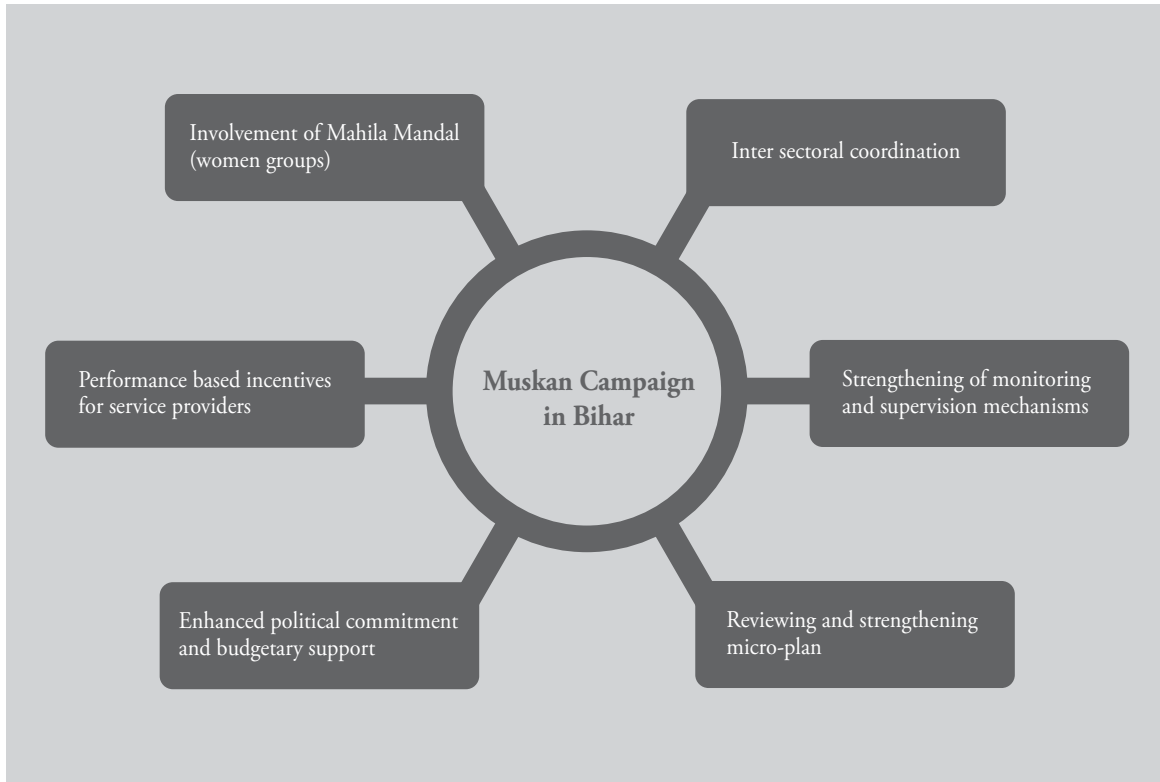 Involvement of Mahila Mandal
(women groups)
Inter sectoral coordination
Performance based incentives
for service providers
Muskan Campaign
in Bihar
Strengthening of monitoring
and supervision mechanisms
Enhanced political commitment
and budgetary support
Reviewing and strengthening
micro-plan